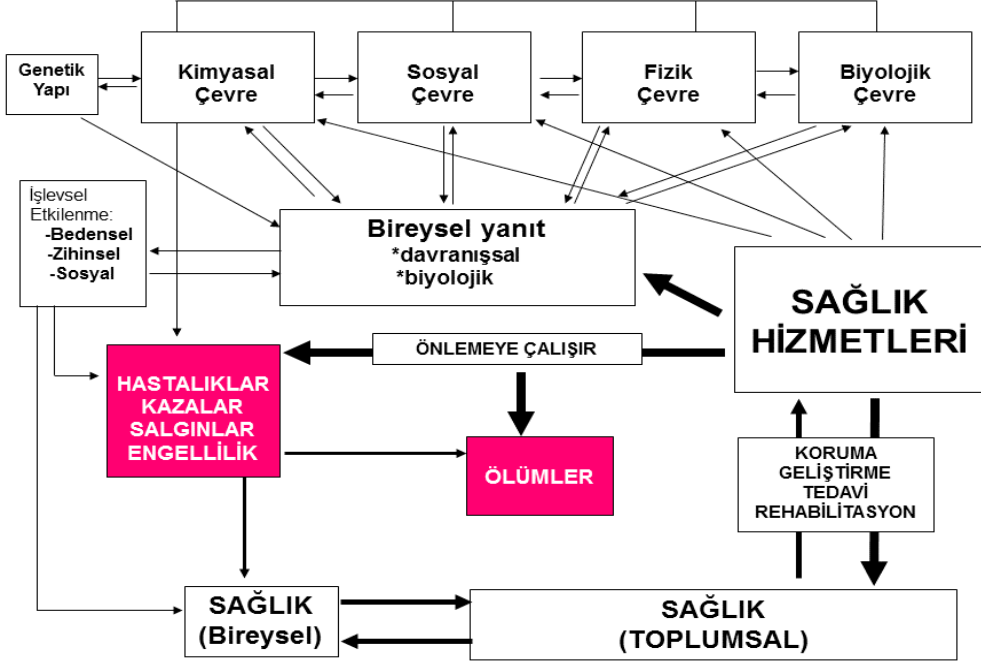 Genetik
Yapı
Kimyasal
Çevre
Sosyal
Çevre
Fizik
Çevre
Biyolojik
Çevre
İşlevsel
Etkilenme:
-Bedensel
-Zihinsel
-Sosyal
Bireysel yanıt
*davranışsal
*biyolojik
SAĞLIK
HİZMETLERİ
ÖNLEMEYE ÇALIŞIR
HASTALIKLAR
KAZALAR
SALGINLAR
ENGELLİLİK
ÖLÜMLER
KORUMA
GELİŞTİRME
TEDAVİ
REHABİLİTASYON
SAĞLIK
(Bireysel)
SAĞLIK
(TOPLUMSAL)